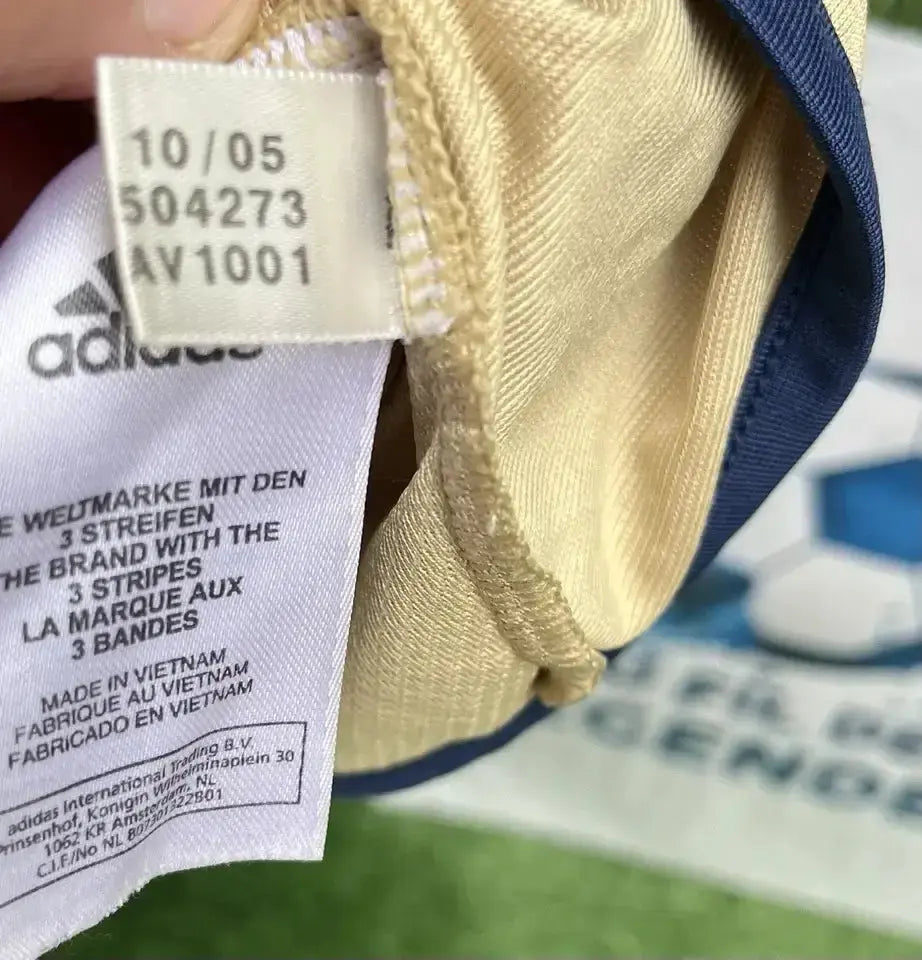 10/05
504273
AV1001
adidas
WELTMARKE MIT DEN
3 STREIFEN
THE BRAND WITH THE
3 STRIPES
LA MARQUE AUX
3 BANDES
MADE IN VIETNAM
FABRIQUE AU VIETNAM
FABRICADO EN VIETNAM
adidas International Trading B.V.
Prinsenhof, Konigin Wilhelminaplein 30
1062 KR Amsterdam, NL
C.I.F/No NL
FIL